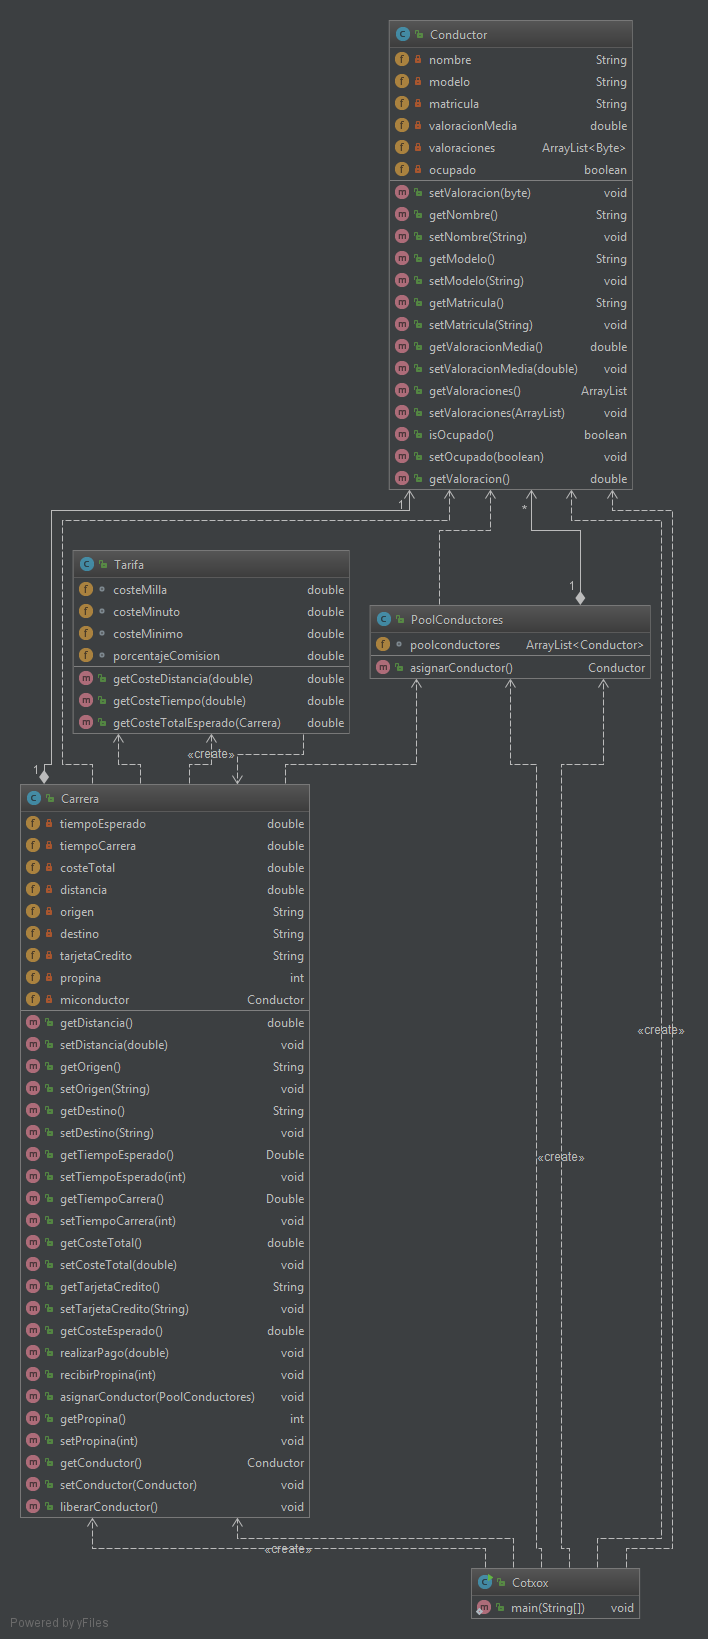 Conductor
nombre String
modelo String
matricula String
valoracionMedia double
valoraciones ArrayList<Byte>
ocupado boolean
setValoracion(byte) void
getNombre() String
setNombre(String) void
getModelo() String
setModelo(String) void
getMatricula() String
setMatricula(String) void
getValoracionMedia() double
setValoracionMedia(double) void
getValoraciones() ArrayList
setValoraciones(ArrayList) void
isOcupado() boolean
setOcupado(boolean) void
getValoracion() double
1
*
Tarifa
costeMilla double
costeMinuto double
costeMinimo double
porcentajeComision double
getCosteDistancia(double) double
getCosteTiempo(double) double
getCosteTotalEsperado(Carrera) double
1
PoolConductores
poolconductores ArrayList<Conductor>
asignarConductor() Conductor
«create»
1
Carrera
tiempoEsperado double
tiempoCarrera double
costeTotal double
distancia double
origen String
destino String
tarjetaCredito String
propina int
miconductor Conductor
getDistancia() double
setDistancia(double) void
getOrigen() String
setOrigen(String) void
getDestino() String
setDestino(String) void
getTiempoEsperado() Double
setTiempoEsperado(int) void
getTiempoCarrera() Double
setTiempoCarrera(int) void
getCosteTotal() double
setCosteTotal(double) void
getTarjetaCredito() String
setTarjetaCredito(String) void
getCosteEsperado() double
realizarPago(double) void
recibirPropina(int) void
asignarConductor(PoolConductores) void
getPropina() int
setPropina(int) void
getConductor() Conductor
setConductor(Conductor) void
liberarConductor() void
«create»
«create»
«create»
Cotxox
main(String[]) void
Powered by yFiles